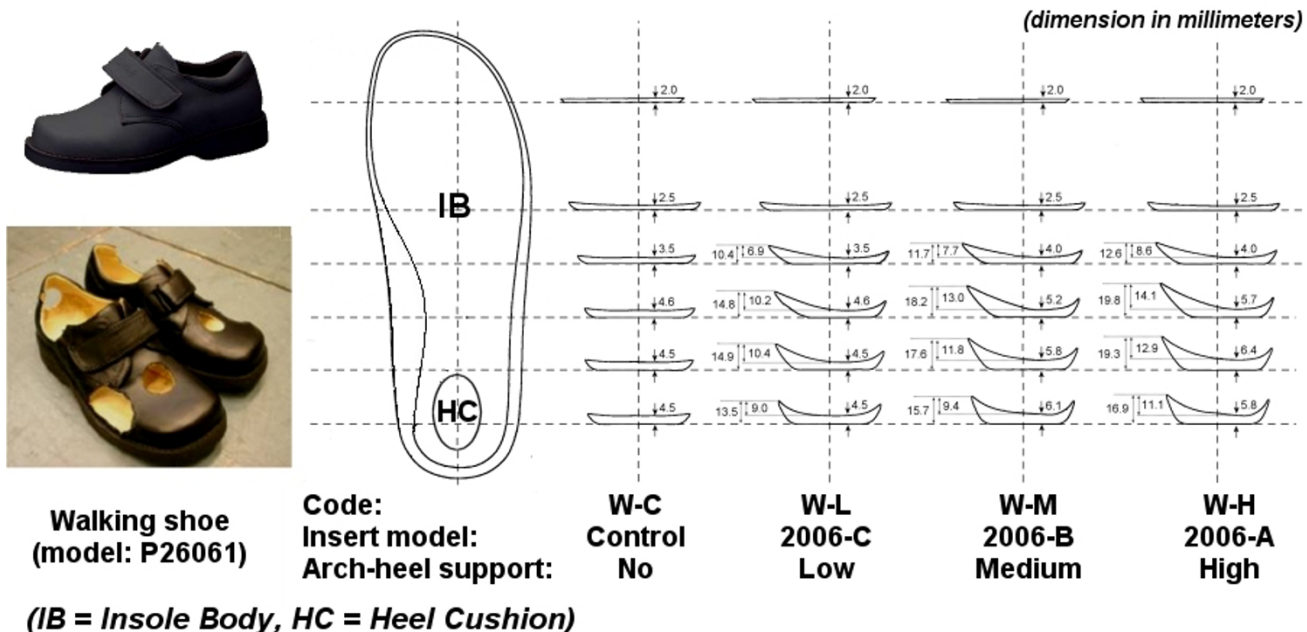 (dimension in millimeters)
2.0 2.0 2.0 2.0
IB
2.5 2.5 2.5 2.5
3.5 10.4 6.9 3.5 11.7 7.7 4.0 12.6 8.6 4.0
4.6 14.8 10.2 4.6 18.2 13.0 5.2 19.8 14.1 5.7
4.5 14.9 10.4 4.5 17.6 11.8 5.8 19.3 12.9 6.4
HC 4.5 13.5 9.0 4.5 15.7 9.4 6.1 16.9 11.1 5.8
Walking shoe
(model: P26061)
Code: W-C W-L W-M W-H
Insert model: Control 2006-C 2006-B 2006-A
Arch-heel support: No Low Medium High
(IB = Insole Body, HC = Heel Cushion)